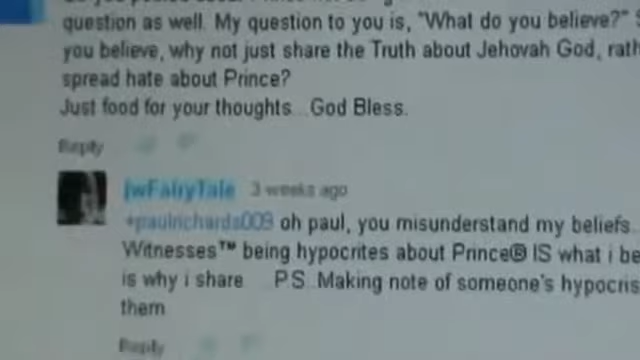 question as well. My question to you is, "What do you believe?"
you believe, why not just share the Truth about Jehovah God, rath
spread hate about Prince?
Just food for your thoughts...God Bless.
Reply
jwFairyTale 3 weeks ago
+paulrichards009 oh paul, you misunderstand my beliefs..
Witnesses™ being hypocrites about Prince® IS what i be
is why i share ... P.S. Making note of someone's hypocris
them
Reply